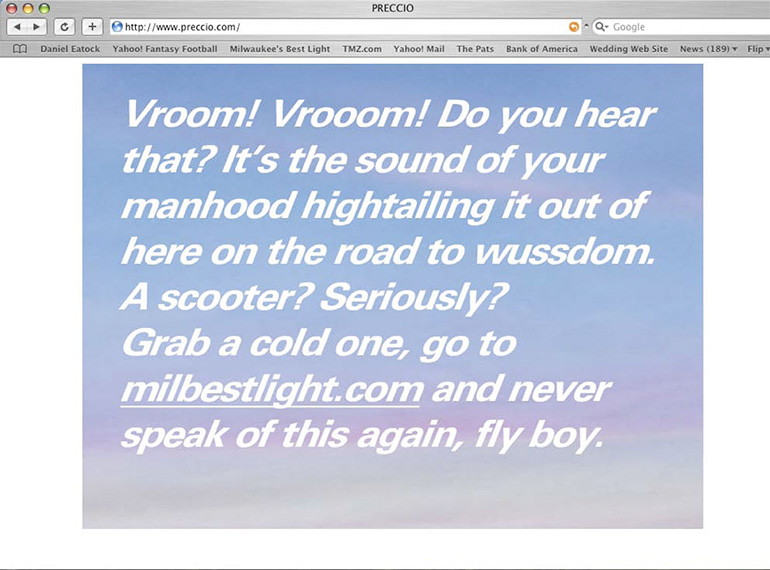 PRECCIO
http://www.preccio.com/
Google
Daniel Eatock Yahoo! Fantasy Football Milwaukee's Best Light TMZ.com Yahoo! Mail The Pats Bank of America Wedding Web Site News (189) Flip
Vroom! Vrooom! Do you hear
that? It's the sound of your
manhood hightailing it out of
here on the road to wussdom.
A scooter? Seriously?
Grab a cold one, go to
milbestlight.com and never
speak of this again, fly boy.